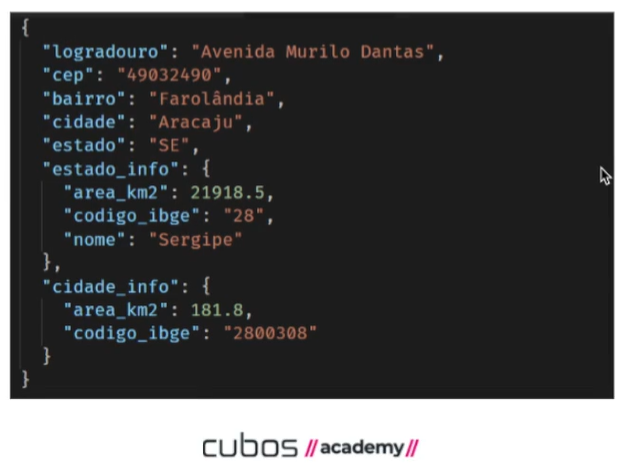 {
"logradouro": "Avenida Murilo Dantas",
"cep": "49032490",
"bairro": "Farolândia",
"cidade": "Aracaju",
"estado": "SE",
"estado_info": {
"area_km2": 21918.5,
"codigo_ibge": "28",
"nome": "Sergipe"
},
"cidade_info": {
"area_km2": 181.8,
"codigo_ibge": "2800308"
}
}
cubos //academy//